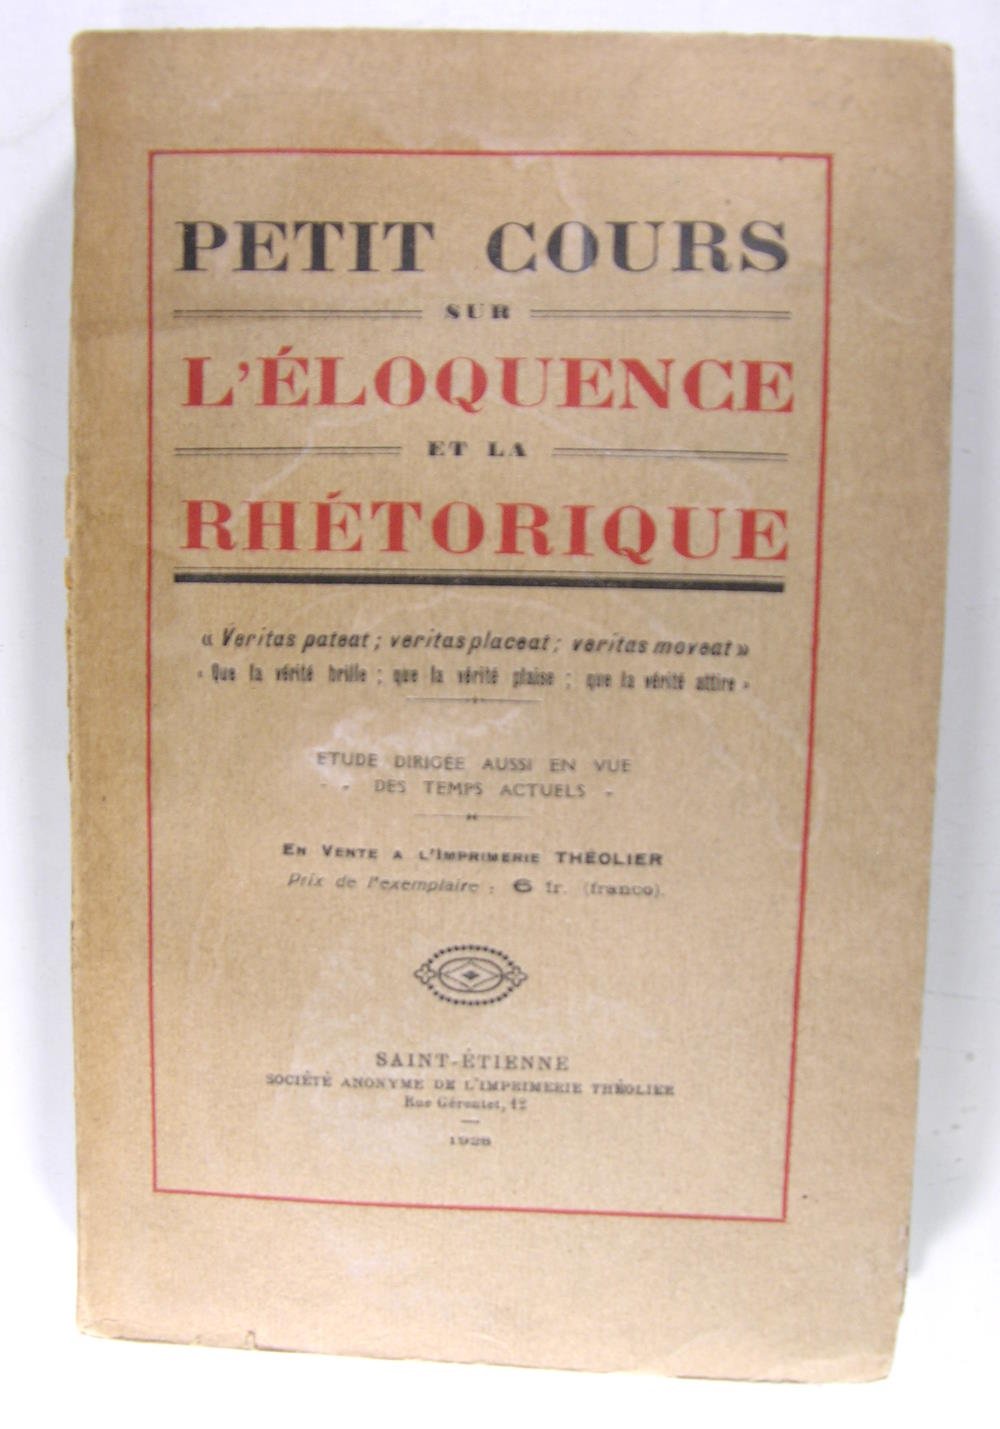 PETIT COURS
SUR
L'ÉLOQUENCE
ET LA
RHÉTORIQUE
« Veritas pateat ; veritas placeat ; veritas moveat »
« Que la vérité brille ; que la vérité plaise ; que la vérité attire »
ETUDE DIRIGÉE AUSSI EN VUE
- - DES TEMPS ACTUELS -
EN VENTE A L'IMPRIMERIE THÉOLIER
Prix de l'exemplaire : 6 fr. (franco).
SAINT-ÉTIENNE
SOCIÉTÉ ANONYME DE L'IMPRIMERIE THÉOLIER
Rue Gérentet, 12
1928